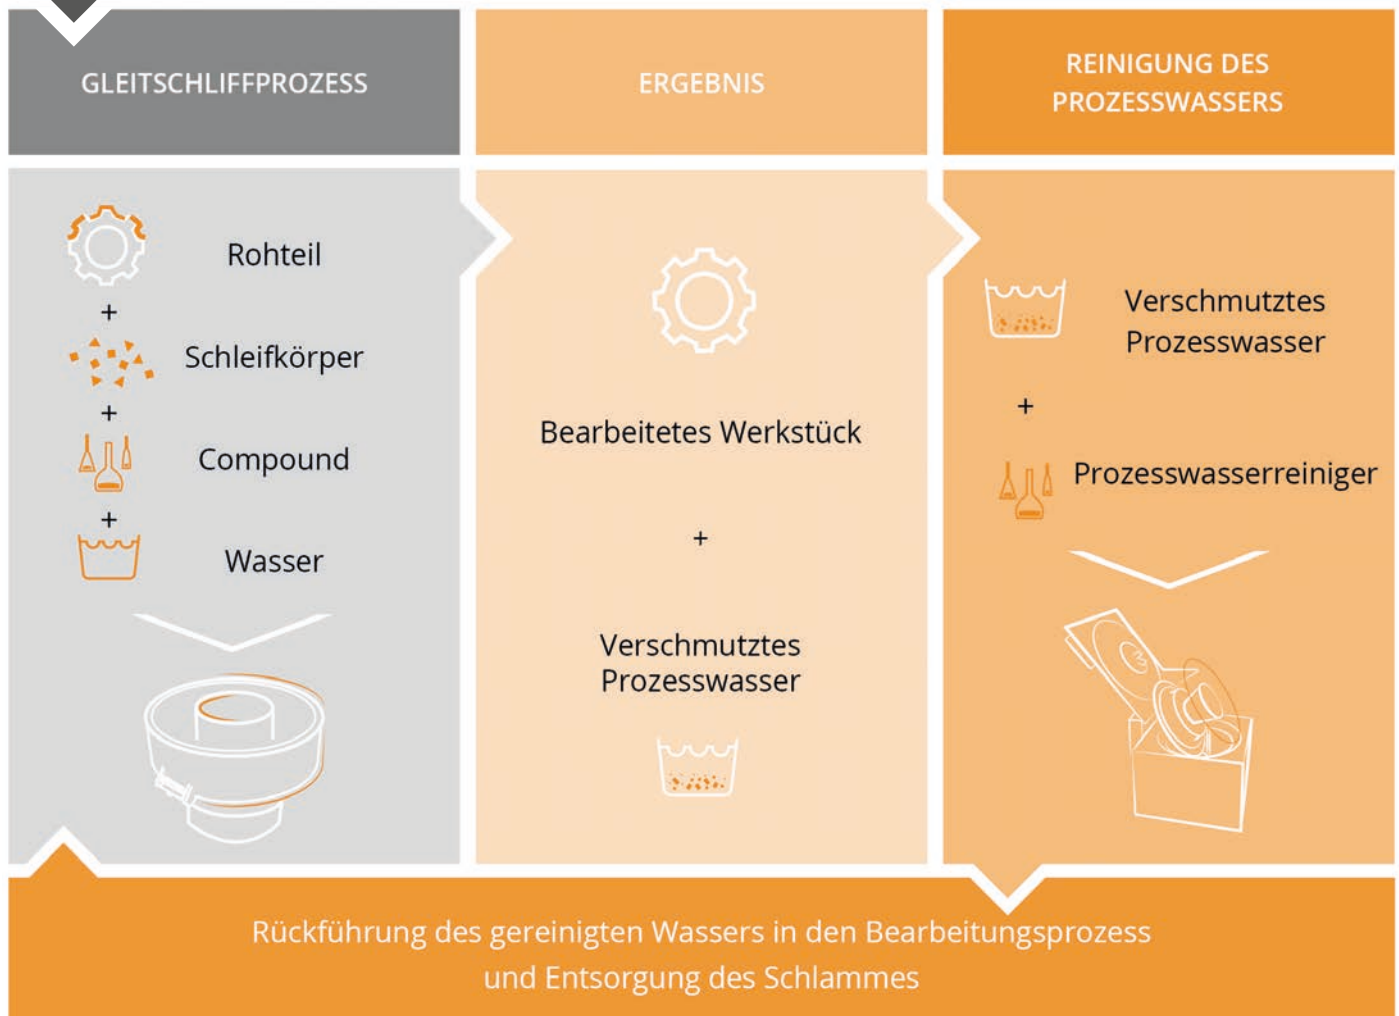 GLEITSCHLIFFPROZESS
Rohteil
+
Schleifkörper
+
Compound
+
Wasser
ERGEBNIS
Bearbeitetes Werkstück
+
Verschmutztes
Prozesswasser
REINIGUNG DES
PROZESSWASSERS
Verschmutztes
Prozesswasser
+
Prozesswasserreiniger
Rückführung des gereinigten Wassers in den Bearbeitungsprozess
und Entsorgung des Schlammes